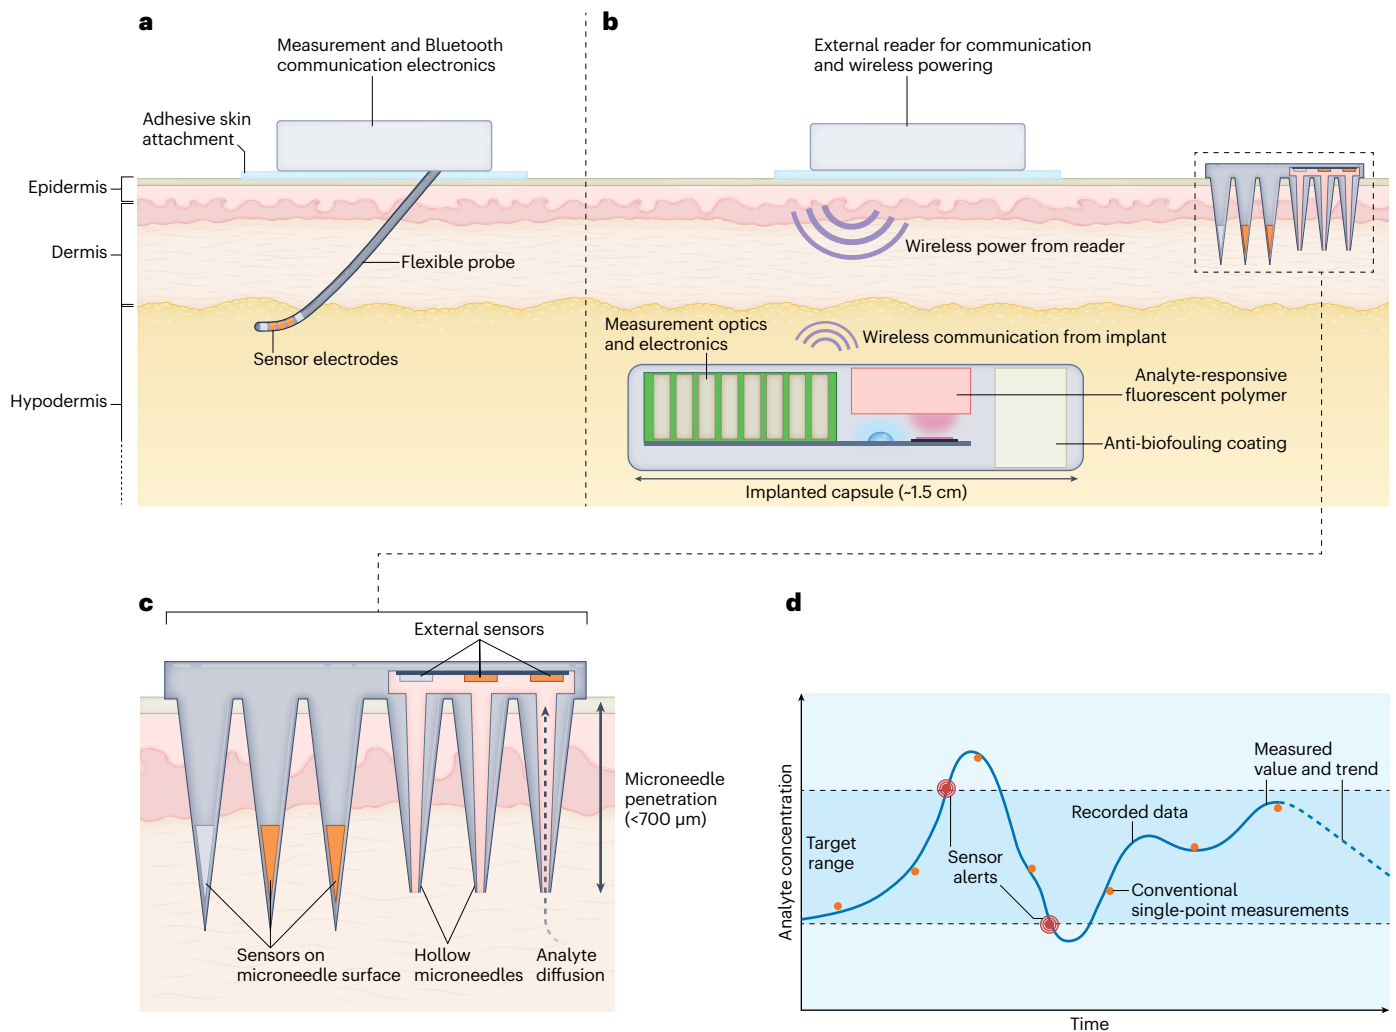 a
Measurement and Bluetooth
communication electronics
Adhesive skin
attachment
Epidermis
Dermis
Hypodermis
Flexible probe
Sensor electrodes
b
External reader for communication
and wireless powering
Wireless power from reader
Measurement optics
and electronics
Wireless communication from implant
Analyte-responsive
fluorescent polymer
Anti-biofouling coating
Implanted capsule (~1.5 cm)
c
External sensors
Microneedle
penetration
(<700 µm)
Sensors on
microneedle surface
Hollow
microneedles
Analyte
diffusion
d
Analyte concentration
Target
range
Sensor
alerts
Recorded data
Measured
value and trend
Conventional
single-point measurements
Time